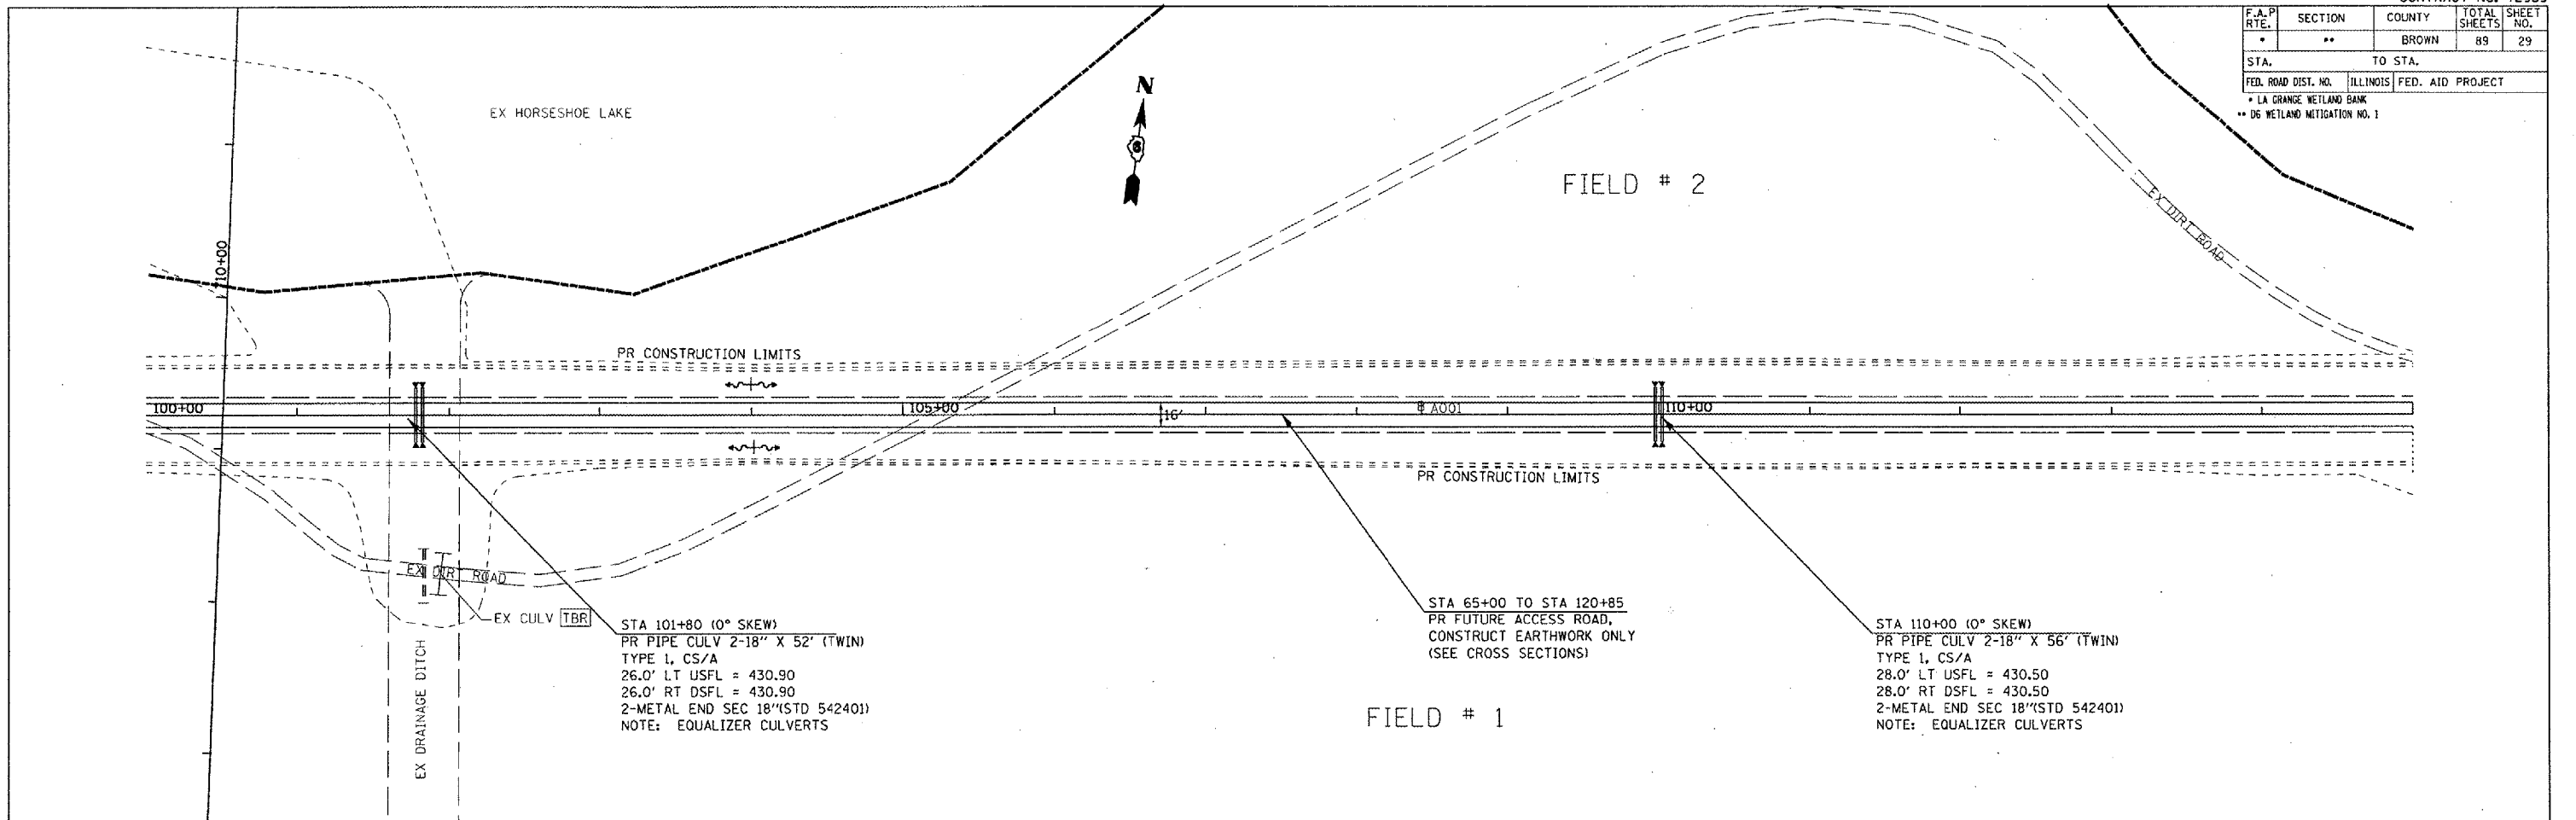 F.A.P RTE. SECTION COUNTY TOTAL SHEETS SHEET NO.
* ** BROWN 89 29
STA. TO STA.
FED. ROAD DIST. NO. ILLINOIS FED. AID PROJECT
* LA GRANGE WETLAND BANK
** D6 WETLAND MITIGATION NO. 1
EX HORSESHOE LAKE
N
6
FIELD # 2
EX DIRT ROAD
10+00
PR CONSTRUCTION LIMITS
100+00
105+00
16'
A001
110+00
PR CONSTRUCTION LIMITS
EX DIR ROAD
EX CULV TBR
EX DRAINAGE DITCH
STA 101+80 (0° SKEW)
PR PIPE CULV 2-18" X 52' (TWIN)
TYPE 1, CS/A
26.0' LT USFL = 430.90
26.0' RT DSFL = 430.90
2-METAL END SEC 18"(STD 542401)
NOTE: EQUALIZER CULVERTS
STA 65+00 TO STA 120+85
PR FUTURE ACCESS ROAD,
CONSTRUCT EARTHWORK ONLY
(SEE CROSS SECTIONS)
STA 110+00 (0° SKEW)
PR PIPE CULV 2-18" X 56' (TWIN)
TYPE 1, CS/A
28.0' LT USFL = 430.50
28.0' RT DSFL = 430.50
2-METAL END SEC 18"(STD 542401)
NOTE: EQUALIZER CULVERTS
FIELD # 1